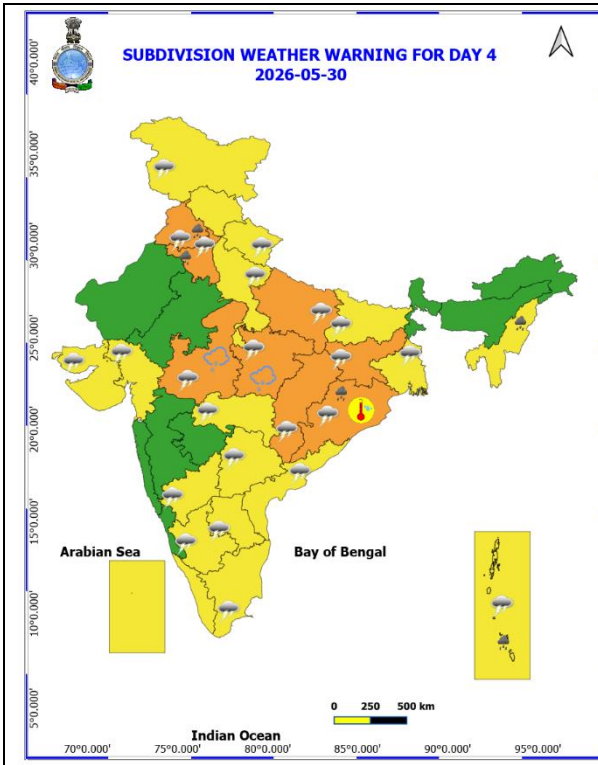 SUBDIVISION WEATHER WARNING FOR DAY 4
2026-05-30
40°0.000'
35°0.000'
30°0.000'
25°0.000'
20°0.000'
15°0.000'
10°0.000'
5°0.000'
Arabian Sea
Bay of Bengal
0 250 500 km
Indian Ocean
70°0.000' 75°0.000' 80°0.000' 85°0.000' 90°0.000' 95°0.000'